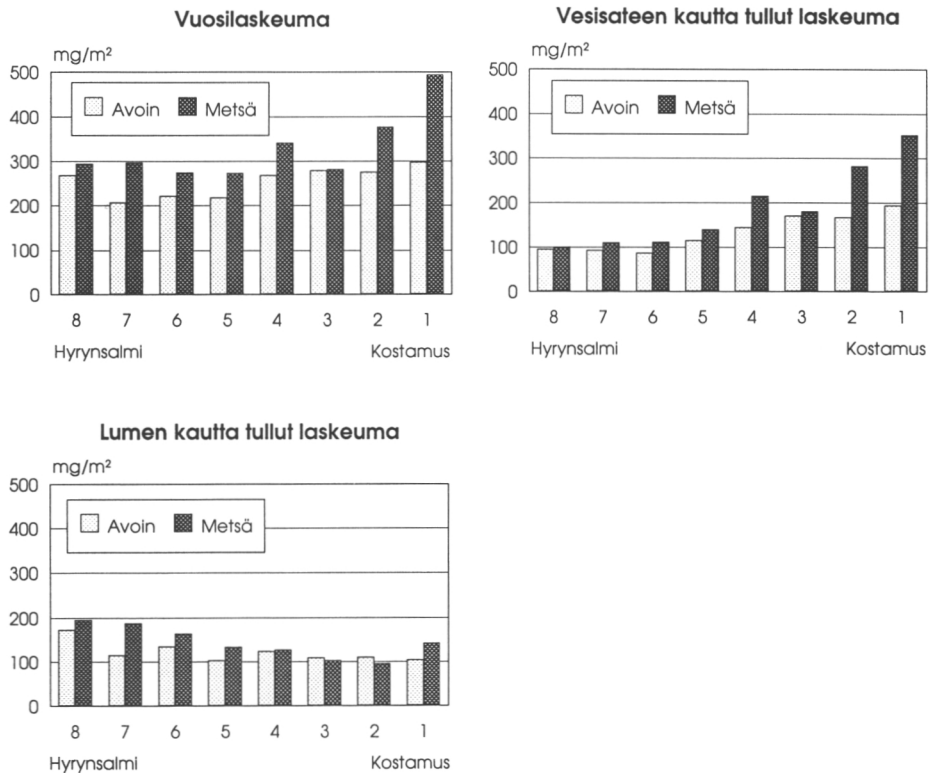 Vuosilaskeuma
mg/m²
500
400
300
200
100
0
Avoin Metsä
8 7 6 5 4 3 2 1
Hyrynsalmi Kostamus
Vesisateen kautta tullut laskeuma
mg/m²
500
400
300
200
100
0
Avoin Metsä
8 7 6 5 4 3 2 1
Hyrynsalmi Kostamus
Lumen kautta tullut laskeuma
mg/m²
500
400
300
200
100
0
Avoin Metsä
8 7 6 5 4 3 2 1
Hyrynsalmi Kostamus